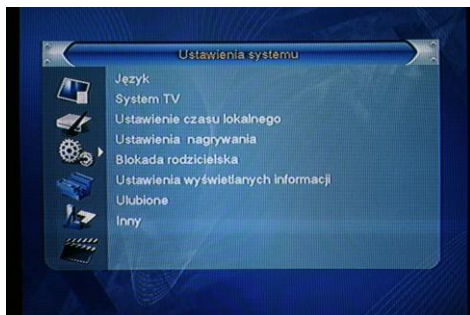 Ustawienia systemu
Język
System TV
Ustawienie czasu lokalnego
Ustawienia nagrywania
Blokada rodzicielska
Ustawienia wyświetlanych informacji
Ulubione
Inny